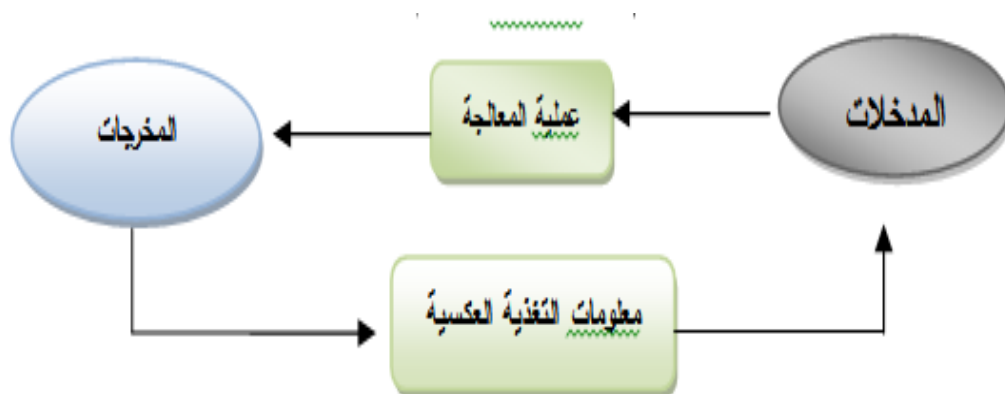 المدخلات
عملية المعالجة
المخرجات
معلومات التغذية العكسية